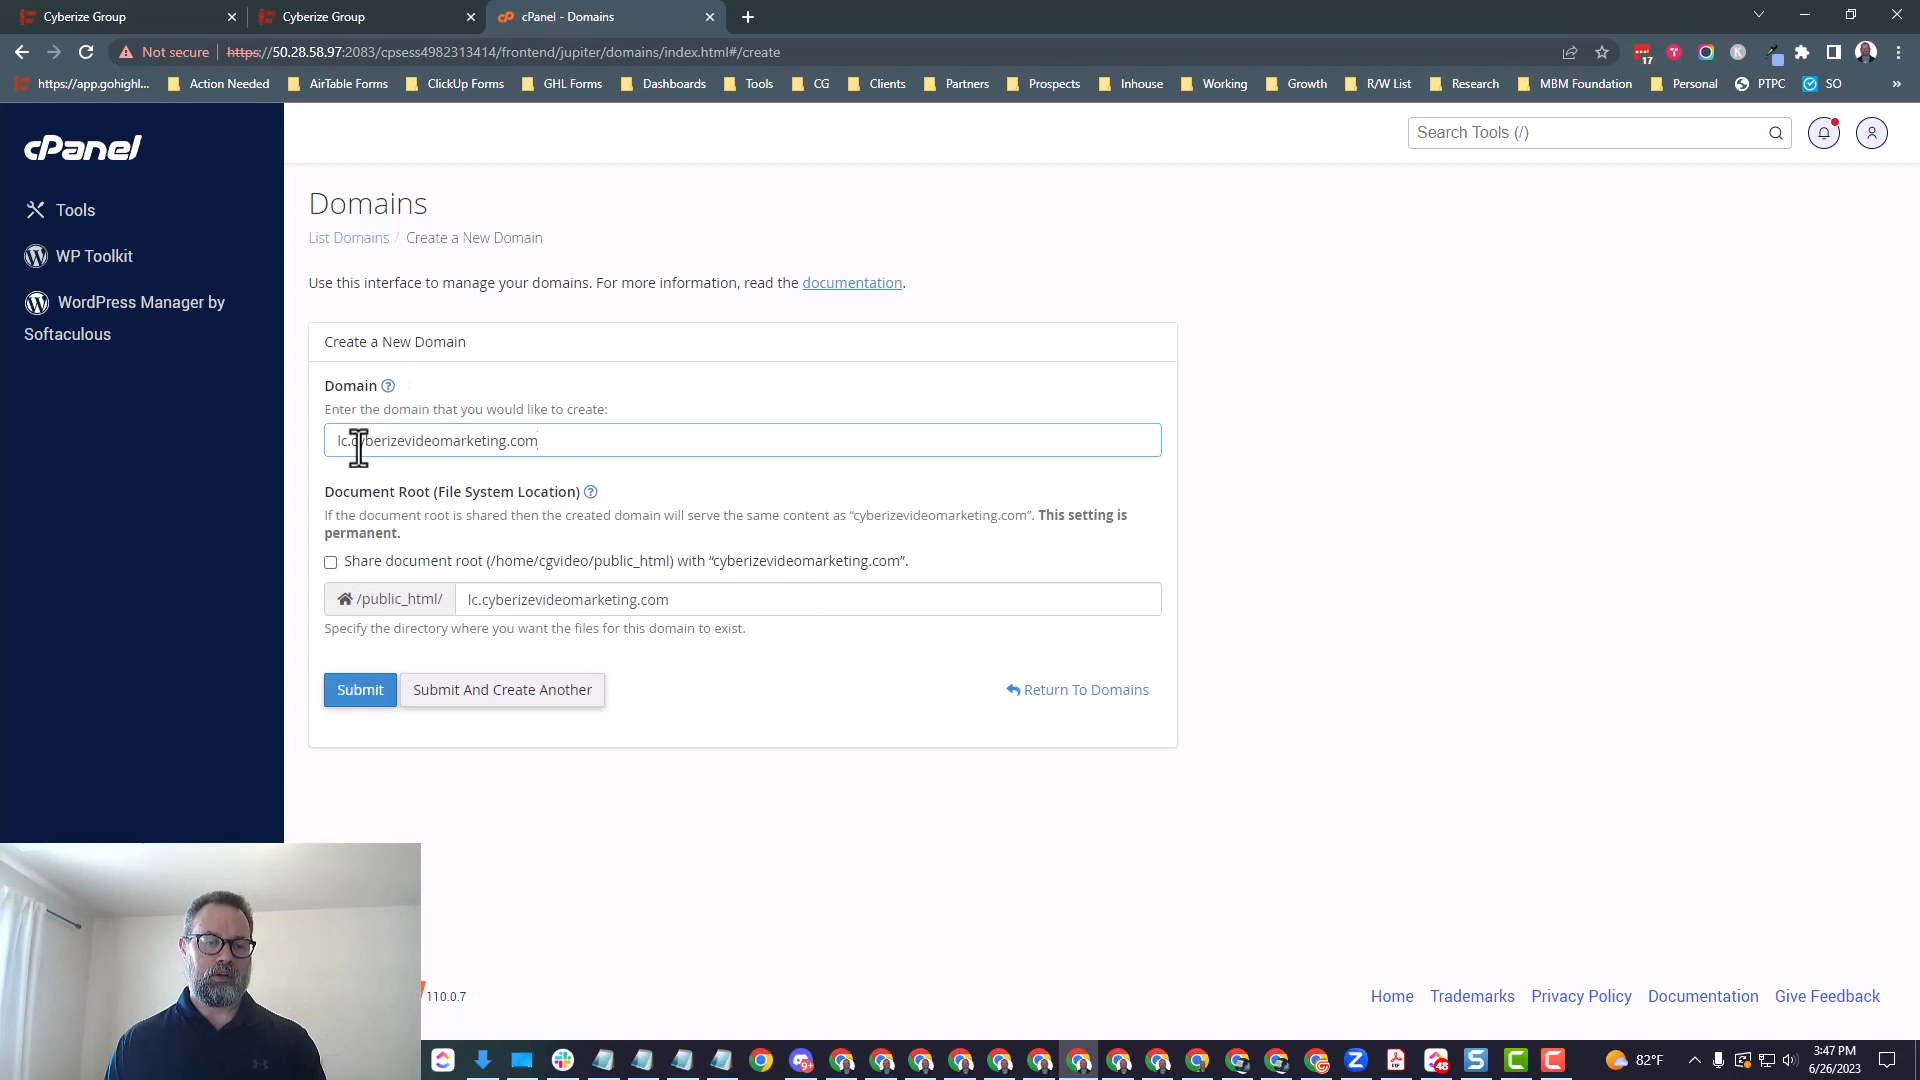 Cyberize Group
Cyberize Group
cPanel - Domains
Not secure
https://50.28.58.97:2083/cpsess4982313414/frontend/jupiter/domains/index.html#/create
17
K
https://app.gohighl...
Action Needed
AirTable Forms
ClickUp Forms
GHL Forms
Dashboards
Tools
CG
Clients
Partners
Prospects
Inhouse
Working
Growth
R/W List
Research
MBM Foundation
Personal
PTPC
SO
»
cPanel
Search Tools (/)
Tools
WP Toolkit
WordPress Manager by
Softaculous
Domains
List Domains / Create a New Domain
Use this interface to manage your domains. For more information, read the documentation.
Create a New Domain
Domain
Enter the domain that you would like to create:
lc.cyberizevideomarketing.com
Document Root (File System Location)
If the document root is shared then the created domain will serve the same content as “cyberizevideomarketing.com”. This setting is
permanent.
Share document root (/home/cgvideo/public_html) with “cyberizevideomarketing.com”.
/public_html/
lc.cyberizevideomarketing.com
Specify the directory where you want the files for this domain to exist.
Submit
Submit And Create Another
Return To Domains
110.0.7
Home
Trademarks
Privacy Policy
Documentation
Give Feedback
9+
48
82°F
3:47 PM
6/26/2023